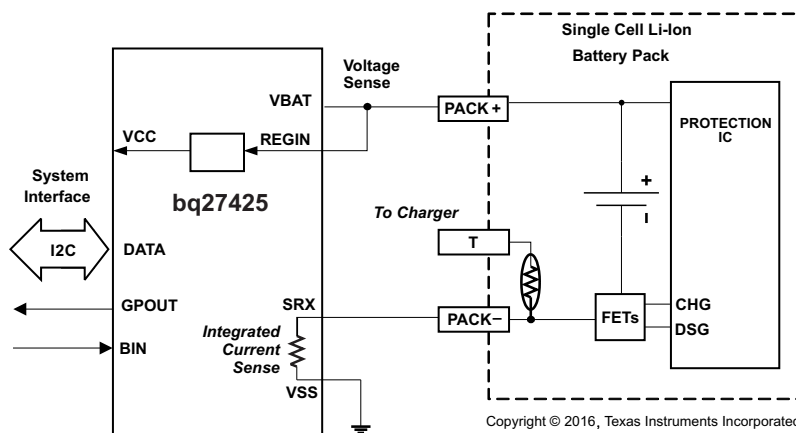 Single Cell Li-Ion
Battery Pack
Voltage
Sense
VBAT
PACK +
PROTECTION
IC
VCC
REGIN
System
Interface
bq27425
+
I
To Charger
I2C
DATA
T
GPOUT
SRX
PACK–
FETs
CHG
DSG
BIN
Integrated
Current
Sense
VSS
Copyright © 2016, Texas Instruments Incorporated